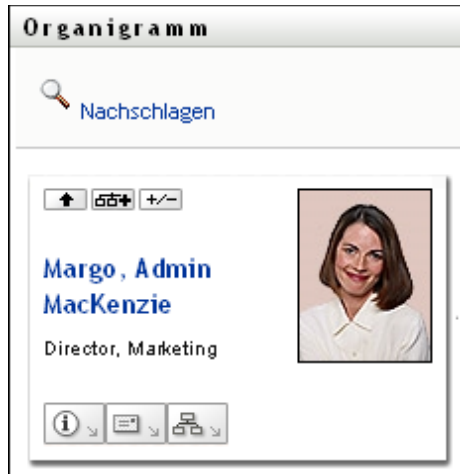 Organigramm
Nachschlagen
+/-
Margo, Admin
MacKenzie
Director, Marketing